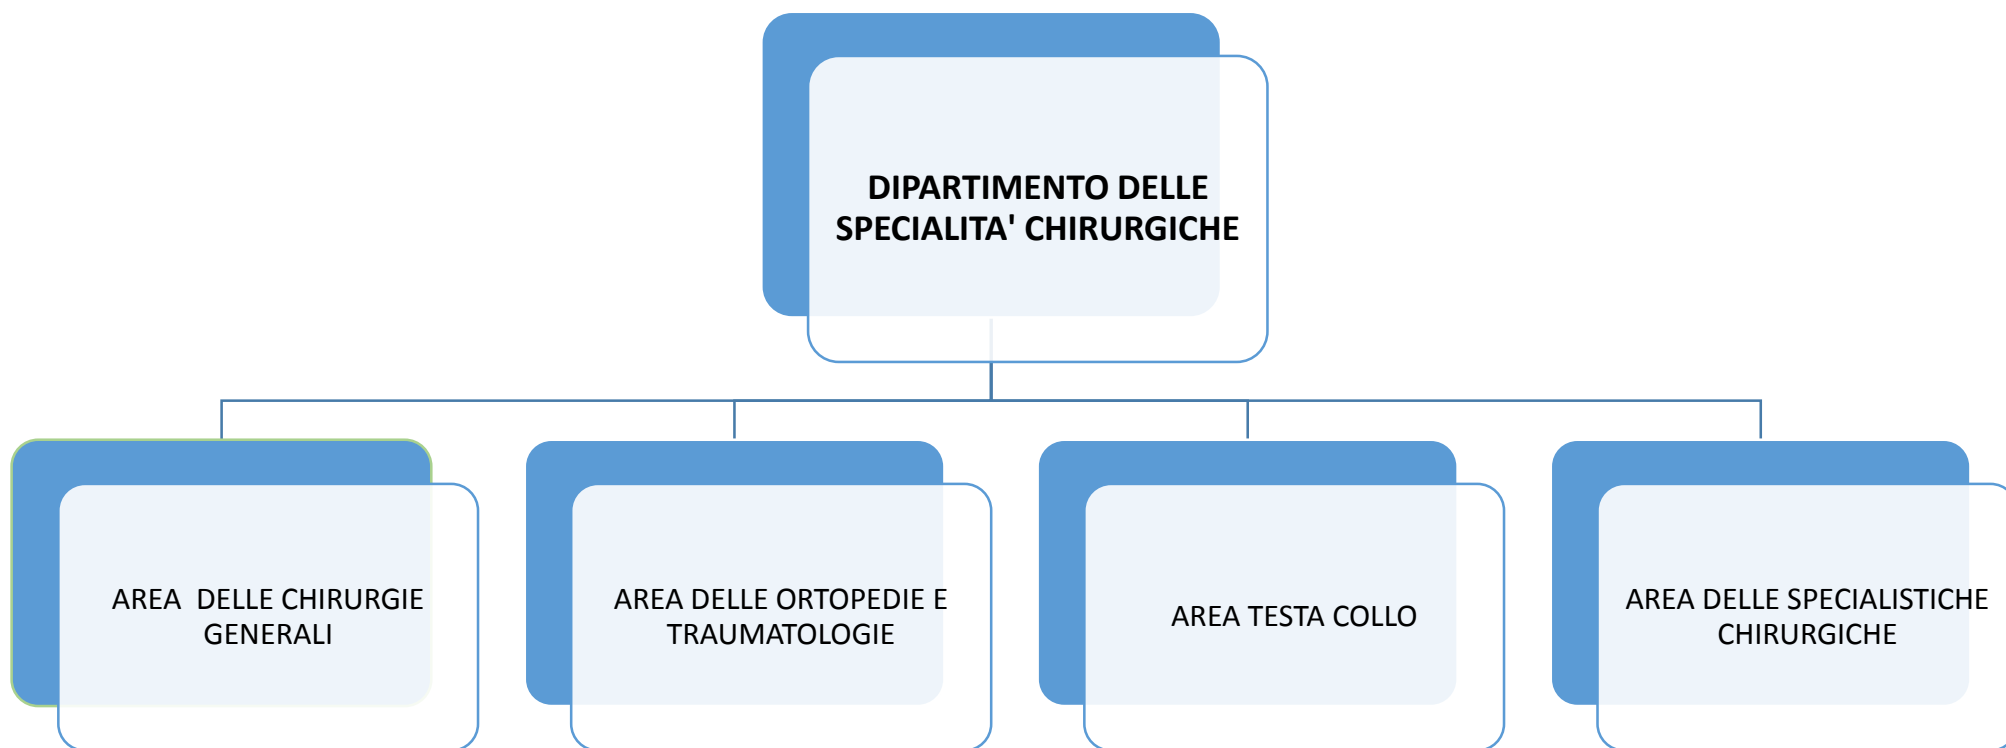 DIPARTIMENTO DELLE
SPECIALITA' CHIRURGICHE
AREA  DELLE CHIRURGIE
GENERALI
AREA DELLE ORTOPEDIE E
TRAUMATOLOGIE
AREA TESTA COLLO
AREA DELLE SPECIALISTICHE
CHIRURGICHE